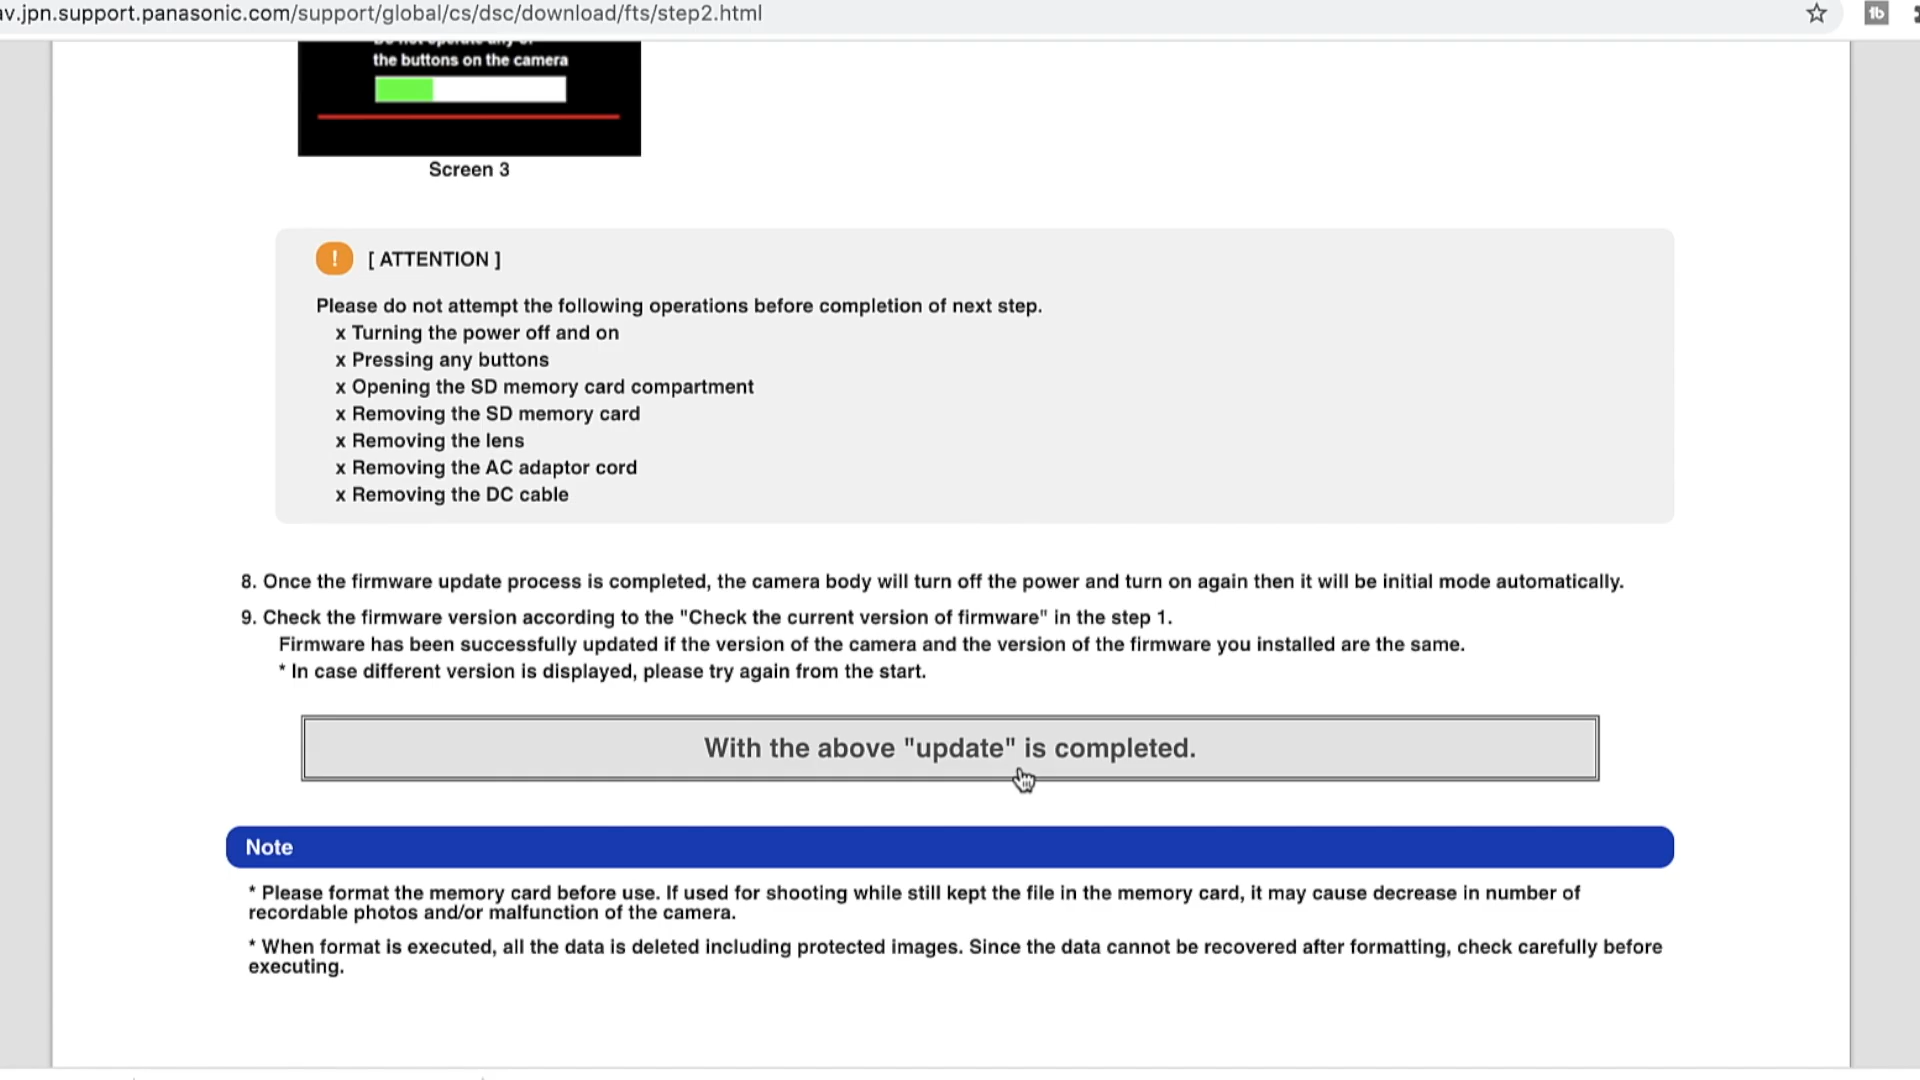 av.jpn.support.panasonic.com/support/global/cs/dsc/download/fts/step2.html
Do not operate any of
the buttons on the camera
Screen 3
! [ ATTENTION ]
Please do not attempt the following operations before completion of next step.
x Turning the power off and on
x Pressing any buttons
x Opening the SD memory card compartment
x Removing the SD memory card
x Removing the lens
x Removing the AC adaptor cord
x Removing the DC cable
8. Once the firmware update process is completed, the camera body will turn off the power and turn on again then it will be initial mode automatically.
9. Check the firmware version according to the "Check the current version of firmware" in the step 1.
Firmware has been successfully updated if the version of the camera and the version of the firmware you installed are the same.
* In case different version is displayed, please try again from the start.
With the above "update" is completed.
Note
* Please format the memory card before use. If used for shooting while still kept the file in the memory card, it may cause decrease in number of
recordable photos and/or malfunction of the camera.
* When format is executed, all the data is deleted including protected images. Since the data cannot be recovered after formatting, check carefully before
executing.